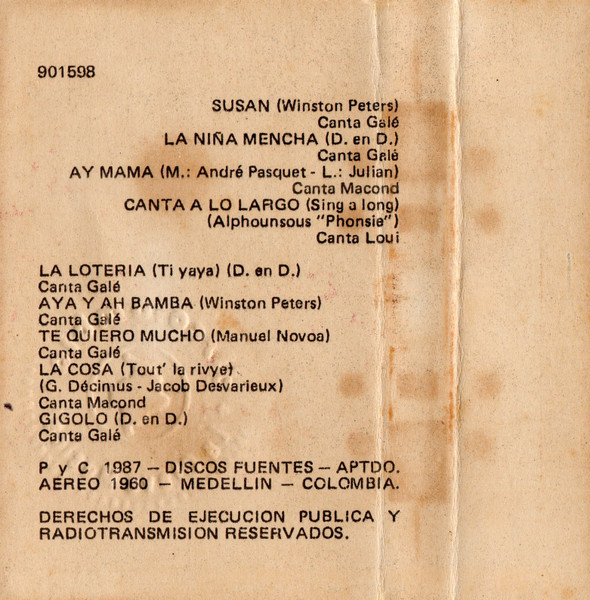 901598
SUSAN (Winston Peters)
Canta Galé
LA NIÑA MENCHA (D. en D.)
Canta Galé
AY MAMA (M.: André Pasquet - L.: Julian)
Canta Macond
CANTA A LO LARGO (Sing a long)
(Alphounsous "Phonsie")
Canta Loui
LA LOTERIA (Ti yaya) (D. en D.)
Canta Galé
AYA Y AH BAMBA (Winston Peters)
Canta Galé
TE QUIERO MUCHO (Manuel Novoa)
Canta Galé
LA COSA (Tout' la rivye)
(G. Décimus - Jacob Desvarieux)
Canta Macond
GIGOLO (D. en D.)
Canta Galé
P y C 1987 — DISCOS FUENTES — APTDO.
AEREO 1960 — MEDELLIN — COLOMBIA.
DERECHOS DE EJECUCION PUBLICA Y
RADIOTRANSMISION RESERVADOS.